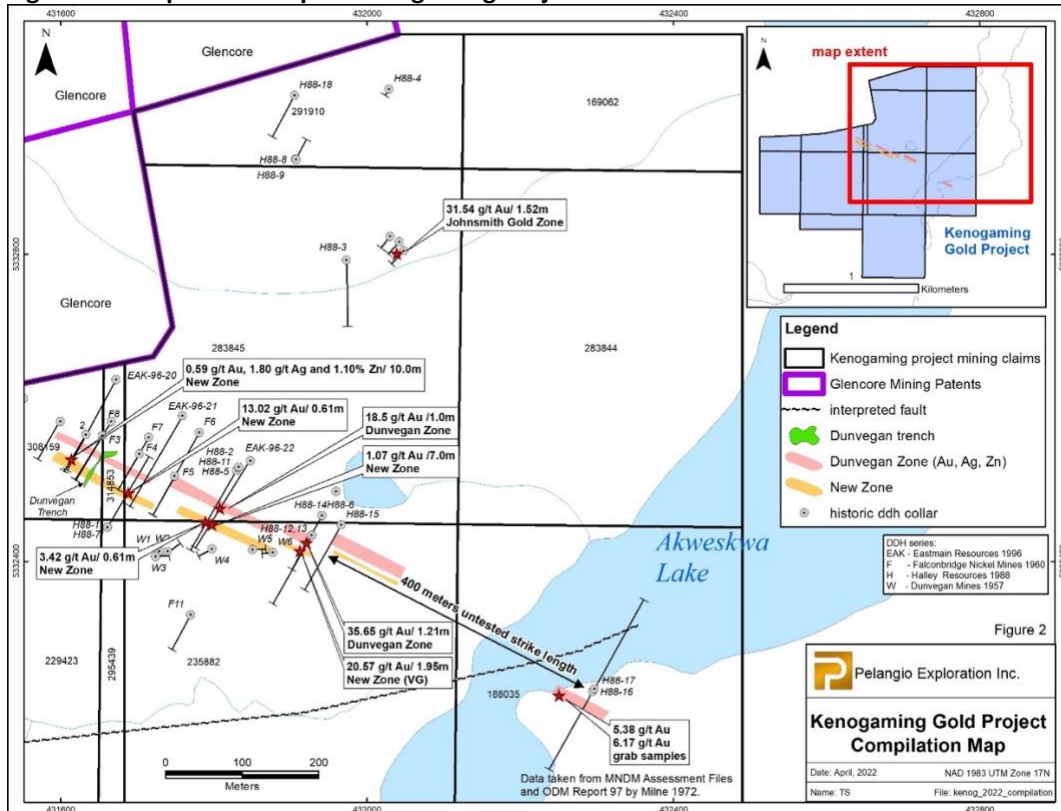 431600
432000
432400
432800
N
Glencore
Glencore
Glencore
H88-18
291910
H88-4
169062
H88-8
H88-9
31.54 g/t Au/ 1.52m
Johnsmith Gold Zone
H88-3
5332800
5332400
283845
283844
0.59 g/t Au, 1.80 g/t Ag and 1.10% Zn/ 10.0m
New Zone
EAK-96-20
EAK-96-21
13.02 g/t Au/ 0.61m
New Zone
18.5 g/t Au /1.0m
Dunvegan Zone
1.07 g/t Au /7.0m
New Zone
2
F8
F3
F7
F4
F6
F5
308159
314853
H88-2
H88-11
H88-5
EAK-96-22
Dunvegan
Trench
H88-1
H88-7
H88-14
H88-6
H88-15
H88-12,13
W1
W2
W3
W4
W5
W6
5332400
3.42 g/t Au/ 0.61m
New Zone
F11
229423
295439
235882
35.65 g/t Au/ 1.21m
Dunvegan Zone
20.57 g/t Au/ 1.95m
New Zone (VG)
400 meters untested strike length
Akweskwa
Lake
188035
H88-17
H88-16
5.38 g/t Au
6.17 g/t Au
grab samples
0 100 200
Meters
Data taken from MNDM Assessment Files
and ODM Report 97 by Milne 1972.
431600
432000
432400
432800
N
map extent
Kenogaming
Gold Project
1
Kilometers
Legend
Kenogaming project mining claims
Glencore Mining Patents
interpreted fault
Dunvegan trench
Dunvegan Zone (Au, Ag, Zn)
New Zone
historic ddh collar
DDH series:
EAK - Eastmain Resources 1996
F - Falconbridge Nickel Mines 1960
H - Halley Resources 1988
W - Dunvegan Mines 1957
Figure 2
Pelangio Exploration Inc.
Kenogaming Gold Project
Compilation Map
Date: April, 2022 NAD 1983 UTM Zone 17N
Name: TS File: kenog_2022_compilation